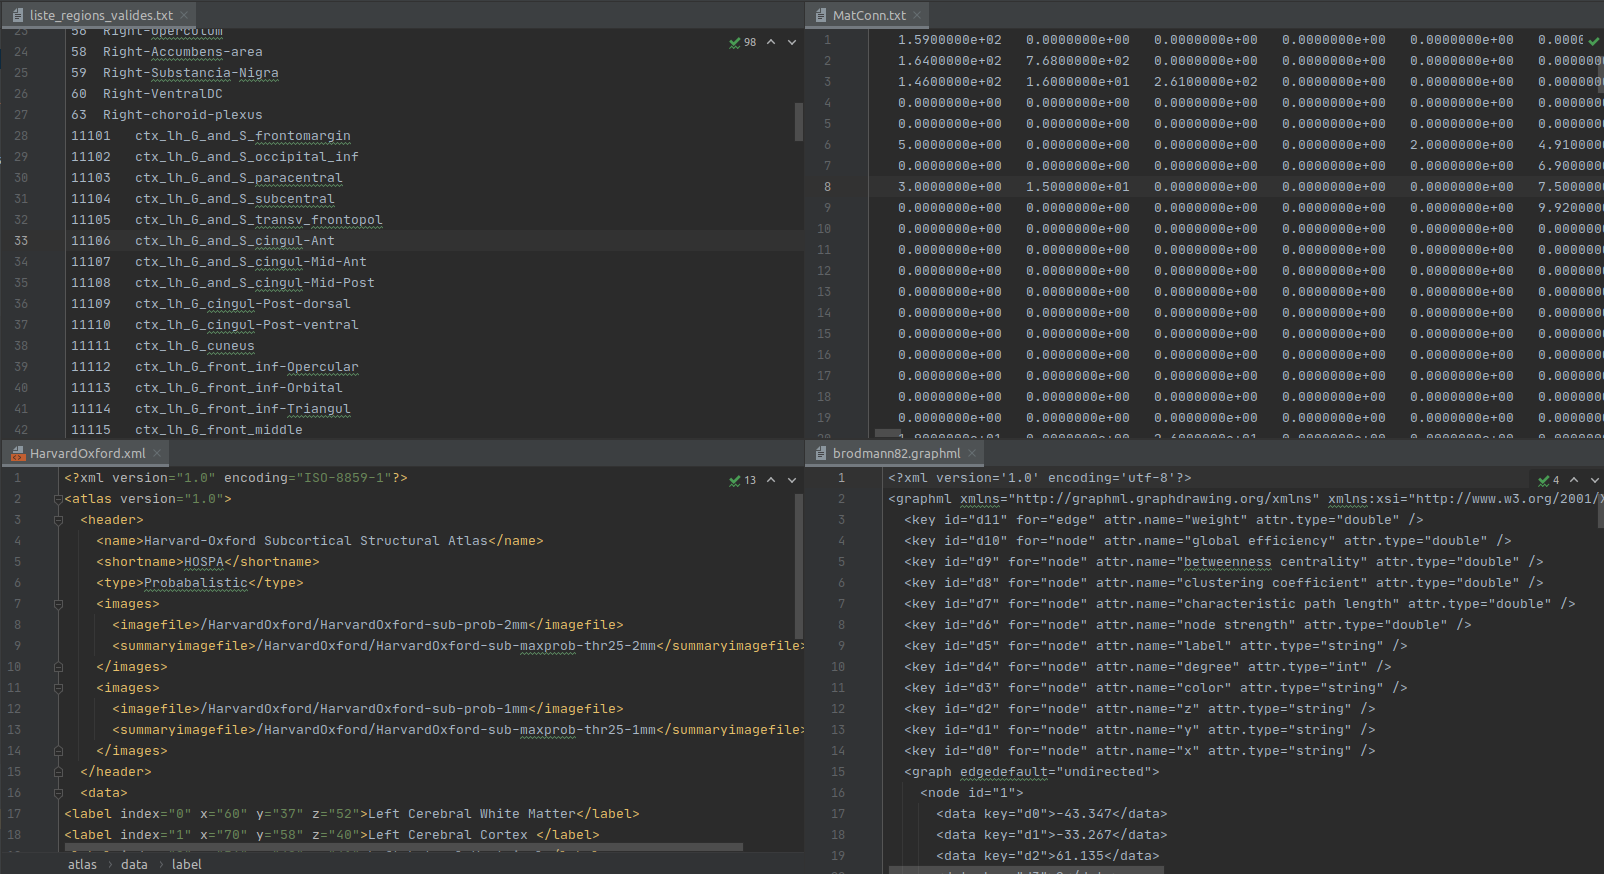 liste_regions_valides.txt
23 58 Right-Operculum
98
24 58 Right-Accumbens-area
25 59 Right-Substancia-Nigra
26 60 Right-VentralDC
27 63 Right-choroid-plexus
28 11101 ctx_lh_G_and_S_frontomargin
29 11102 ctx_lh_G_and_S_occipital_inf
30 11103 ctx_lh_G_and_S_paracentral
31 11104 ctx_lh_G_and_S_subcentral
32 11105 ctx_lh_G_and_S_transv_frontopol
33 11106 ctx_lh_G_and_S_cingul-Ant
34 11107 ctx_lh_G_and_S_cingul-Mid-Ant
35 11108 ctx_lh_G_and_S_cingul-Mid-Post
36 11109 ctx_lh_G_cingul-Post-dorsal
37 11110 ctx_lh_G_cingul-Post-ventral
38 11111 ctx_lh_G_cuneus
39 11112 ctx_lh_G_front_inf-Opercular
40 11113 ctx_lh_G_front_inf-Orbital
41 11114 ctx_lh_G_front_inf-Triangul
42 11115 ctx_lh_G_front_middle
MatConn.txt
1 1.5900000e+02 0.0000000e+00 0.0000000e+00 0.0000000e+00 0.0000000e+00 0.0000
2 1.6400000e+02 7.6800000e+02 0.0000000e+00 0.0000000e+00 0.0000000e+00 0.0000000
3 1.4600000e+02 1.6000000e+01 2.6100000e+02 0.0000000e+00 0.0000000e+00 0.0000000
4 0.0000000e+00 0.0000000e+00 0.0000000e+00 0.0000000e+00 0.0000000e+00 0.0000000
5 0.0000000e+00 0.0000000e+00 0.0000000e+00 0.0000000e+00 0.0000000e+00 0.0000000
6 5.0000000e+00 0.0000000e+00 0.0000000e+00 0.0000000e+00 2.0000000e+00 4.9100000
7 0.0000000e+00 0.0000000e+00 0.0000000e+00 0.0000000e+00 0.0000000e+00 6.9000000
8 3.0000000e+00 1.5000000e+01 0.0000000e+00 0.0000000e+00 0.0000000e+00 7.5000000
9 0.0000000e+00 0.0000000e+00 0.0000000e+00 0.0000000e+00 0.0000000e+00 9.9200000
10 0.0000000e+00 0.0000000e+00 0.0000000e+00 0.0000000e+00 0.0000000e+00 0.0000000
11 0.0000000e+00 0.0000000e+00 0.0000000e+00 0.0000000e+00 0.0000000e+00 0.0000000
12 0.0000000e+00 0.0000000e+00 0.0000000e+00 0.0000000e+00 0.0000000e+00 0.0000000
13 0.0000000e+00 0.0000000e+00 0.0000000e+00 0.0000000e+00 0.0000000e+00 0.0000000
14 0.0000000e+00 0.0000000e+00 0.0000000e+00 0.0000000e+00 0.0000000e+00 0.0000000
15 0.0000000e+00 0.0000000e+00 0.0000000e+00 0.0000000e+00 0.0000000e+00 0.0000000
16 0.0000000e+00 0.0000000e+00 0.0000000e+00 0.0000000e+00 0.0000000e+00 0.0000000
17 0.0000000e+00 0.0000000e+00 0.0000000e+00 0.0000000e+00 0.0000000e+00 0.0000000
18 0.0000000e+00 0.0000000e+00 0.0000000e+00 0.0000000e+00 0.0000000e+00 0.0000000
19 0.0000000e+00 0.0000000e+00 0.0000000e+00 0.0000000e+00 0.0000000e+00 0.0000000
HarvardOxford.xml
1 <?xml version="1.0" encoding="ISO-8859-1"?>
13
2 <atlas version="1.0">
3 <header>
4 <name>Harvard-Oxford Subcortical Structural Atlas</name>
5 <shortname>HOSPA</shortname>
6 <type>Probabalistic</type>
7 <images>
8 <imagefile>/HarvardOxford/HarvardOxford-sub-prob-2mm</imagefile>
9 <summaryimagefile>/HarvardOxford/HarvardOxford-sub-maxprob-thr25-2mm</summaryimagefile>
10 </images>
11 <images>
12 <imagefile>/HarvardOxford/HarvardOxford-sub-prob-1mm</imagefile>
13 <summaryimagefile>/HarvardOxford/HarvardOxford-sub-maxprob-thr25-1mm</summaryimagefile>
14 </images>
15 </header>
16 <data>
17 <label index="0" x="60" y="37" z="52">Left Cerebral White Matter</label>
18 <label index="1" x="70" y="58" z="40">Left Cerebral Cortex </label>
atlas › data › label
brodmann82.graphml
1 <?xml version='1.0' encoding='utf-8'?>
4
2 <graphml xmlns="http://graphml.graphdrawing.org/xmlns" xmlns:xsi="http://www.w3.org/2001/X
3 <key id="d11" for="edge" attr.name="weight" attr.type="double" />
4 <key id="d10" for="node" attr.name="global efficiency" attr.type="double" />
5 <key id="d9" for="node" attr.name="betweenness centrality" attr.type="double" />
6 <key id="d8" for="node" attr.name="clustering coefficient" attr.type="double" />
7 <key id="d7" for="node" attr.name="characteristic path length" attr.type="double" />
8 <key id="d6" for="node" attr.name="node strength" attr.type="double" />
9 <key id="d5" for="node" attr.name="label" attr.type="string" />
10 <key id="d4" for="node" attr.name="degree" attr.type="int" />
11 <key id="d3" for="node" attr.name="color" attr.type="string" />
12 <key id="d2" for="node" attr.name="z" attr.type="string" />
13 <key id="d1" for="node" attr.name="y" attr.type="string" />
14 <key id="d0" for="node" attr.name="x" attr.type="string" />
15 <graph edgedefault="undirected">
16 <node id="1">
17 <data key="d0">-43.347</data>
18 <data key="d1">-33.267</data>
19 <data key="d2">61.135</data>